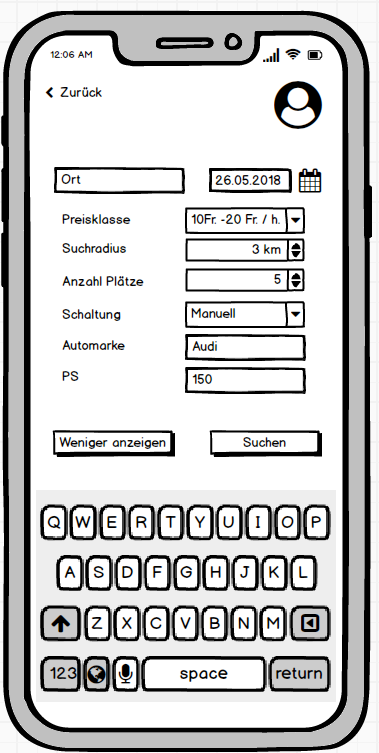 12:06 AM
Zurück
Ort 26.05.2018
Preisklasse 10Fr. -20 Fr. / h.
Suchradius 3 km
Anzahl Plätze 5
Schaltung Manuell
Automarke Audi
PS 150
Weniger anzeigen Suchen
Q W E R T Y U I O P
A S D F G H J K L
Z X C V B N M
123 space return